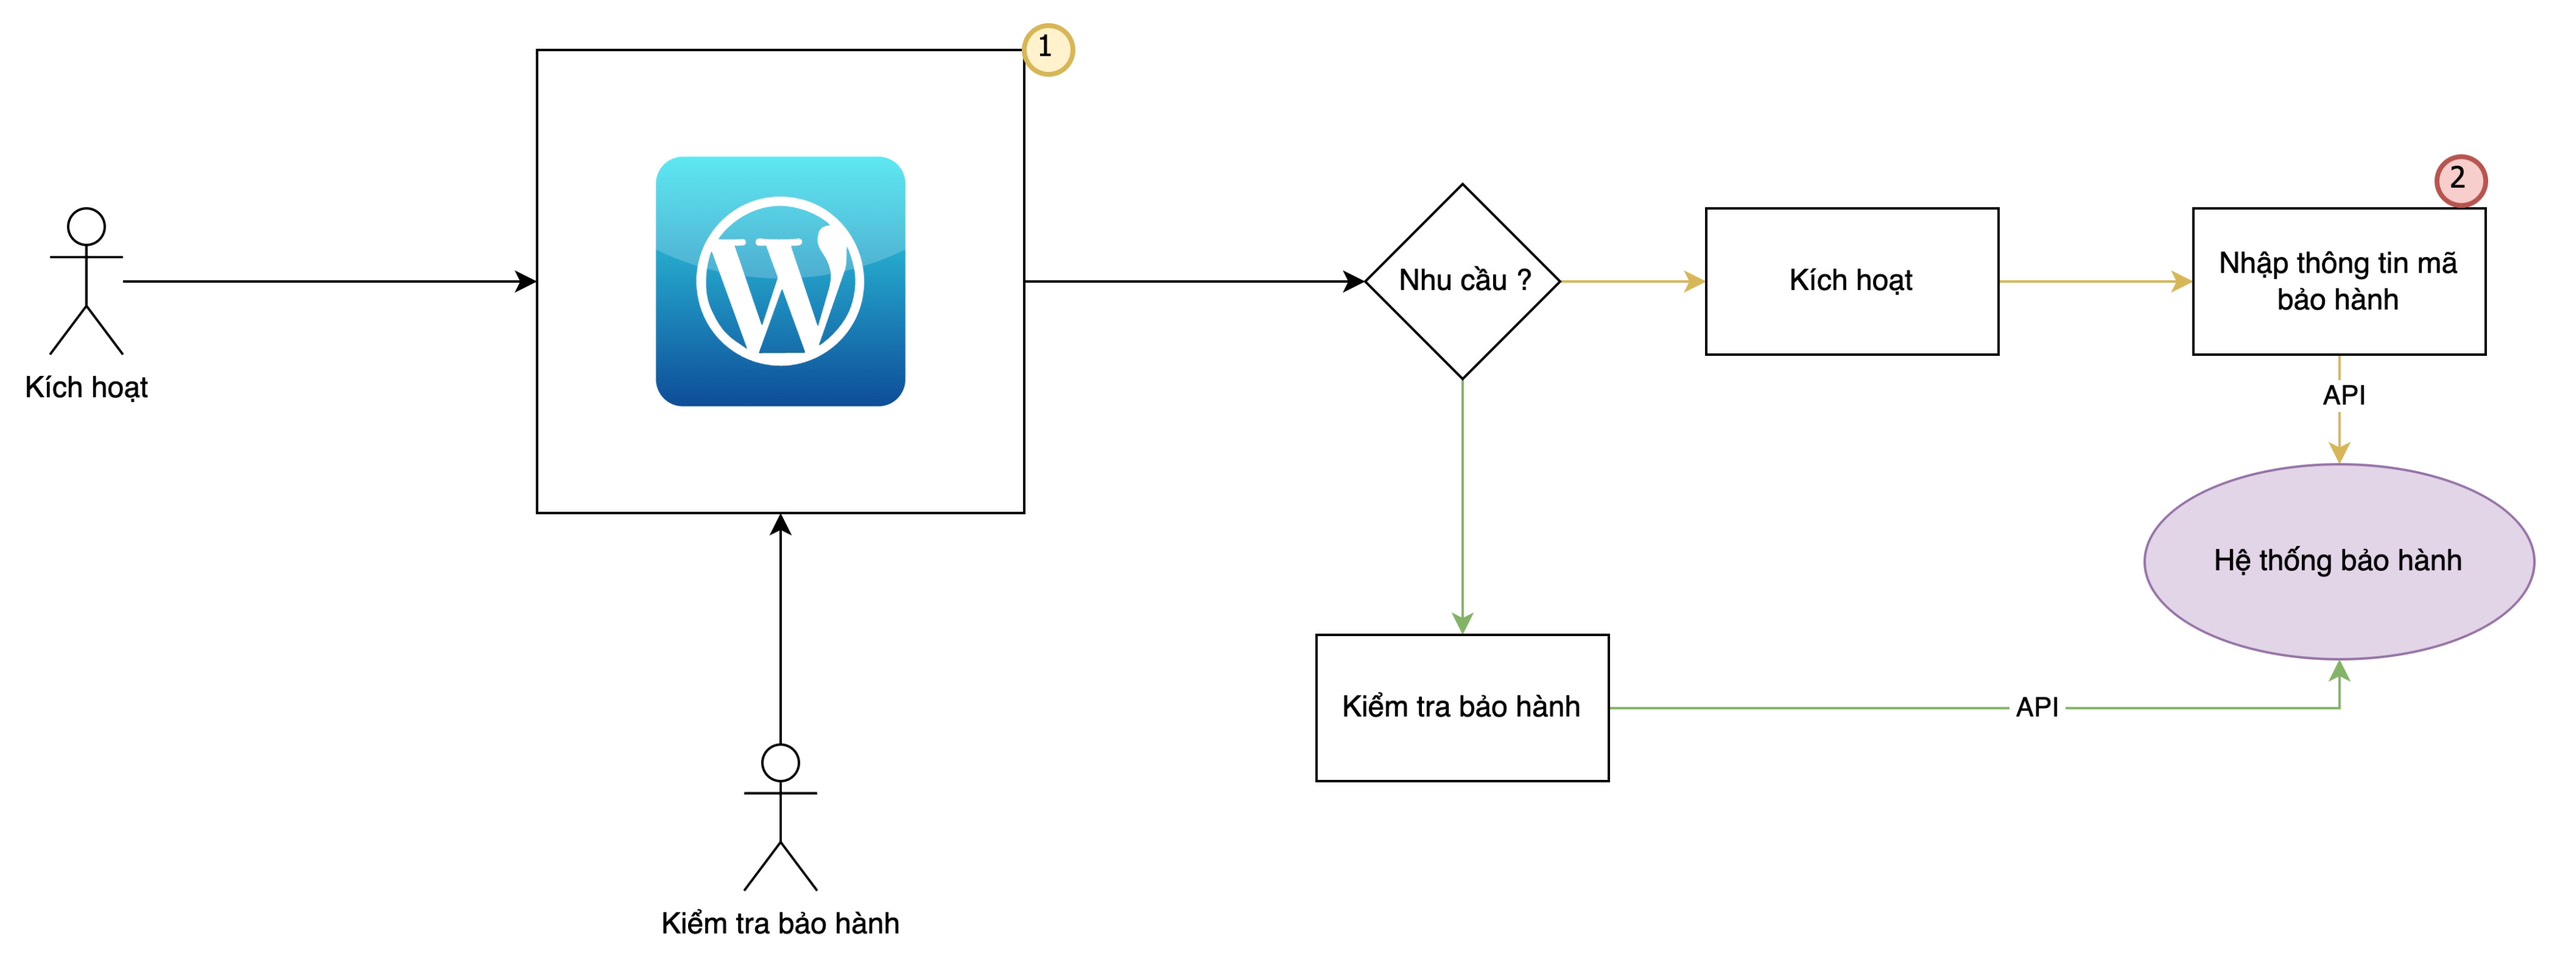 1
2
Kích hoạt
Nhu cầu ?
Kích hoạt
Nhập thông tin mã
bảo hành
API
Hệ thống bảo hành
Kiểm tra bảo hành
API
Kiểm tra bảo hành